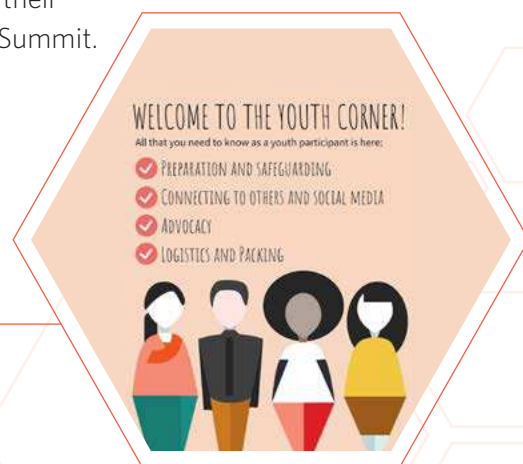 their
Summit.
WELCOME TO THE YOUTH CORNER!
All that you need to know as a youth participant is here:
PREPARATION AND SAFEGUARDING
CONNECTING TO OTHERS AND SOCIAL MEDIA
ADVOCACY
LOGISTICS AND PACKING